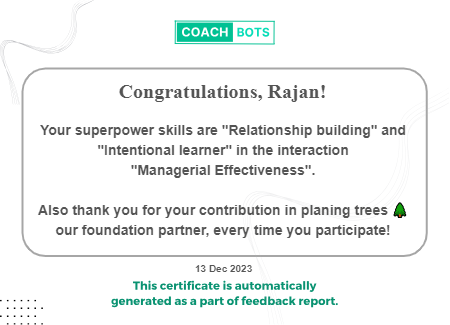 COACH BOTS
Congratulations, Rajan!
Your superpower skills are "Relationship building" and
"Intentional learner" in the interaction
"Managerial Effectiveness".
Also thank you for your contribution in planing trees 🌲
our foundation partner, every time you participate!
13 Dec 2023
This certificate is automatically
generated as a part of feedback report.